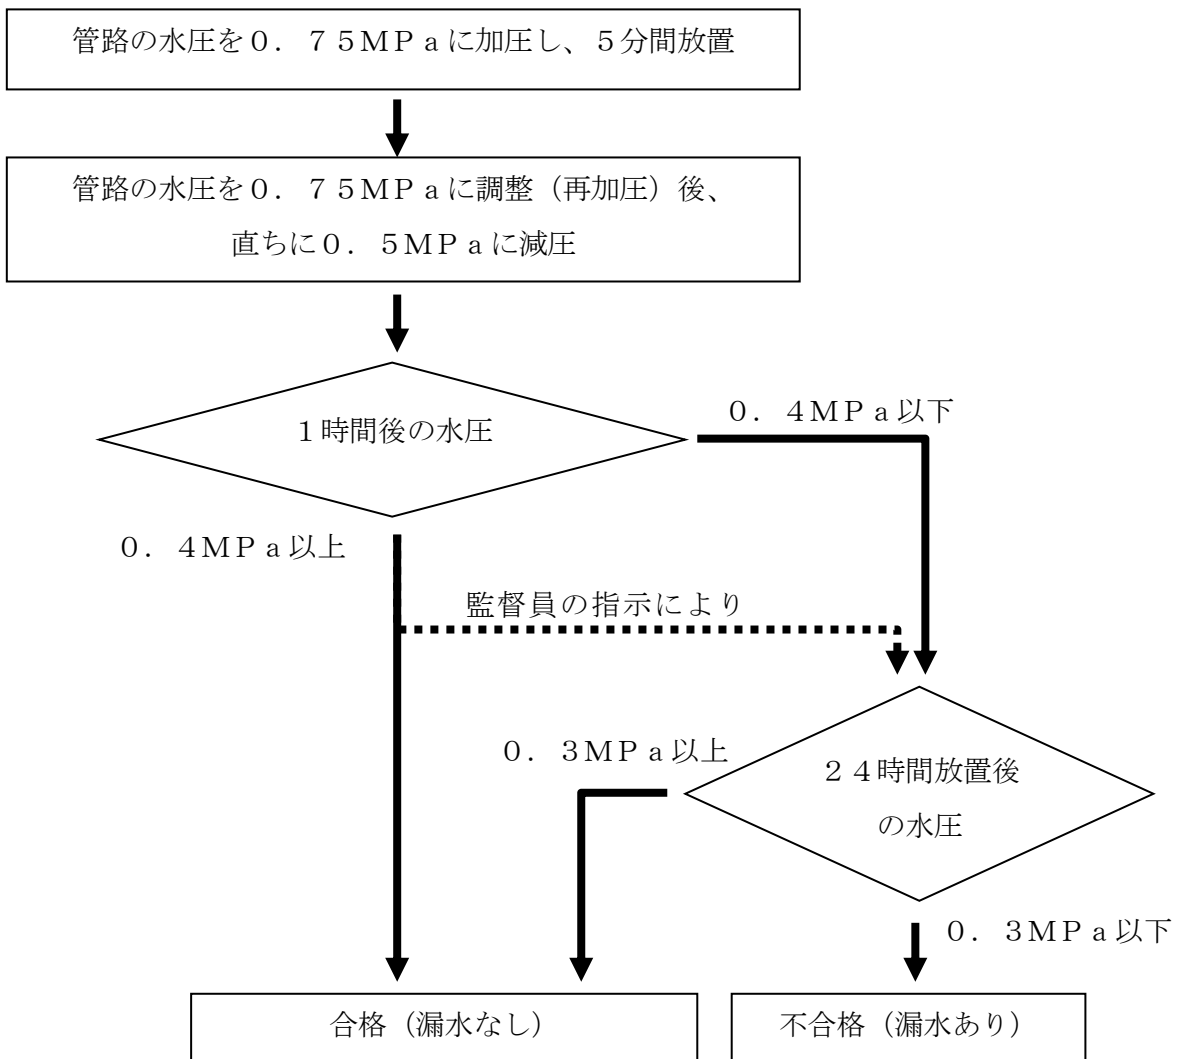 管路の水圧を０．７５ＭＰａに加圧し、５分間放置
管路の水圧を０．７５ＭＰａに調整（再加圧）後、
直ちに０．５ＭＰａに減圧
０．４ＭＰａ以下
１時間後の水圧
０．４ＭＰａ以上
監督員の指示により
０．３ＭＰａ以上
２４時間放置後
の水圧
０．３ＭＰａ以下
合格（漏水なし）
不合格（漏水あり）